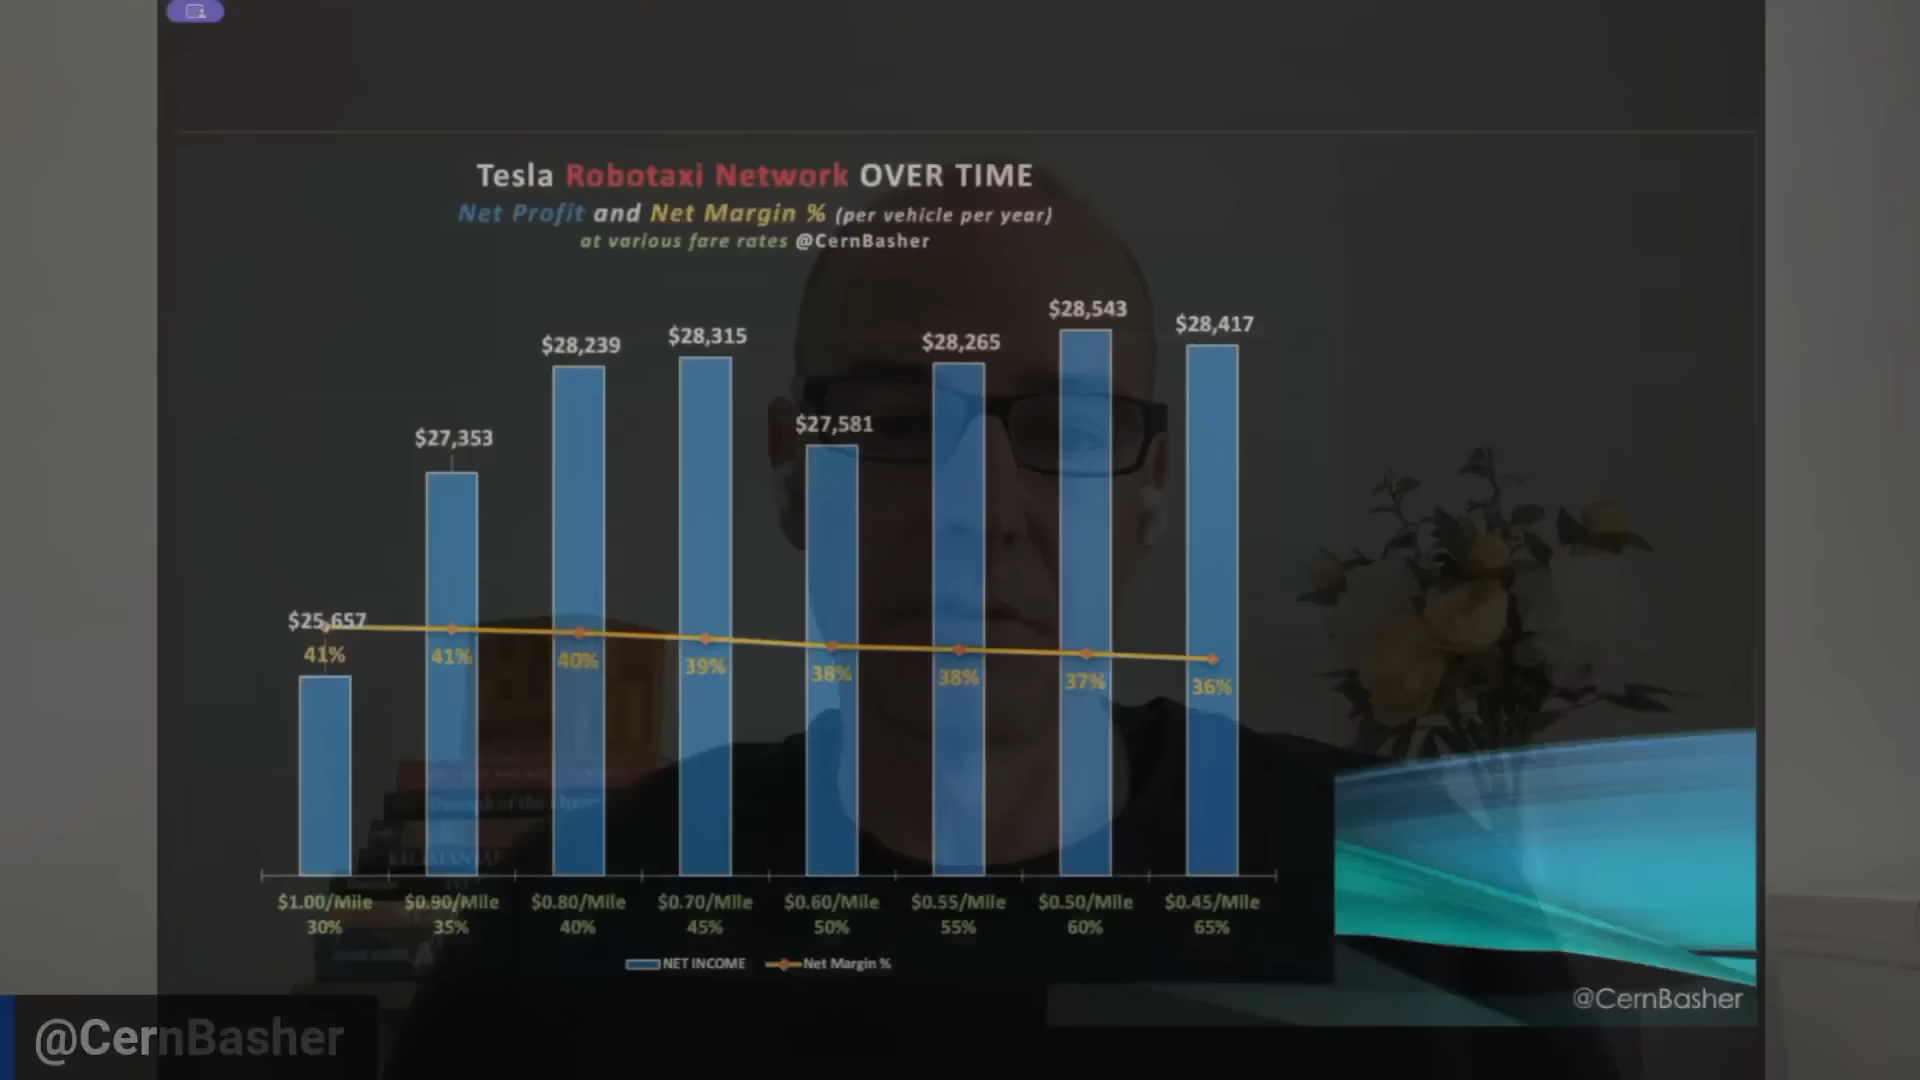 Tesla Robotaxi Network OVER TIME
Net Profit and Net Margin % (per vehicle per year)
at various fare rates @CernBasher
$28,543
$28,417
$28,315
$28,265
$28,239
$27,581
$27,353
$25,657
41% 41% 40% 39% 38% 38% 37% 36%
$1.00/Mile $0.90/Mile $0.80/Mile $0.70/Mile $0.60/Mile $0.55/Mile $0.50/Mile $0.45/Mile
30% 35% 40% 45% 50% 55% 60% 65%
NET INCOME Net Margin %
@CernBasher
@CernBasher